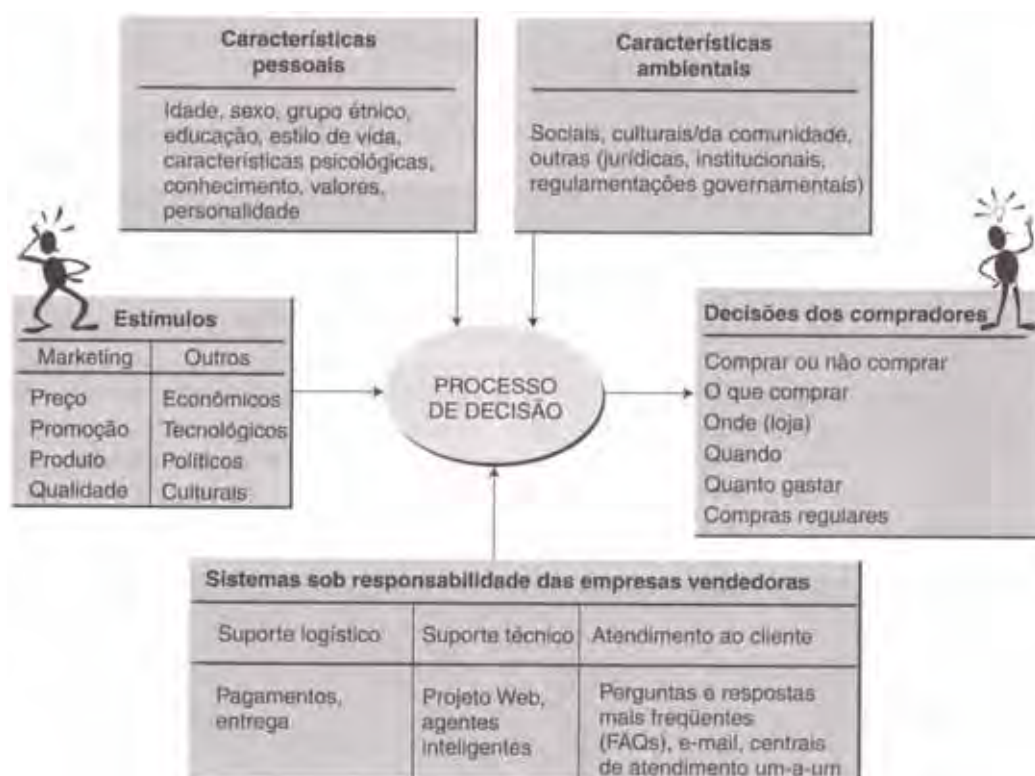 Características
pessoais
Idade, sexo, grupo étnico,
educação, estilo de vida,
características psicológicas,
conhecimento, valores,
personalidade
Características
ambientais
Sociais, culturais/da comunidade,
outras (jurídicas, institucionais,
regulamentações governamentais)
Estímulos
Marketing
Outros
Preço
Econômicos
Promoção
Tecnológicos
Produto
Políticos
Qualidade
Culturais
PROCESSO
DE DECISÃO
Decisões dos compradores
Comprar ou não comprar
O que comprar
Onde (loja)
Quando
Quanto gastar
Compras regulares
Sistemas sob responsabilidade das empresas vendedoras
Suporte logístico
Suporte técnico
Atendimento ao cliente
Pagamentos,
entrega
Projeto Web,
agentes
inteligentes
Perguntas e respostas
mais freqüentes
(FAQs), e-mail, centrais
de atendimento um-a-um